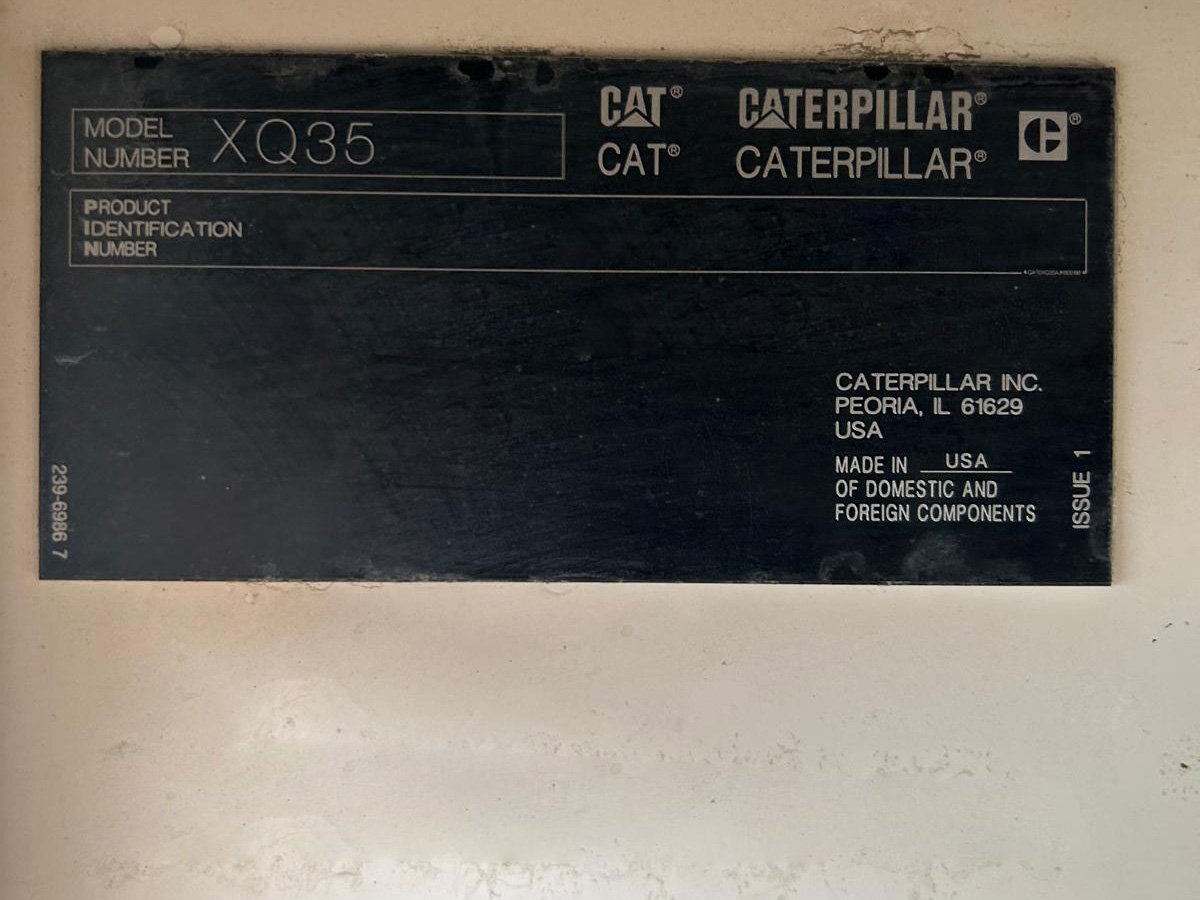 MODEL
NUMBER XQ35
CAT® CATERPILLAR®
CAT® CATERPILLAR® ®
PRODUCT
IDENTIFICATION
NUMBER
CATERPILLAR INC.
PEORIA, IL 61629
USA
MADE IN USA
OF DOMESTIC AND
FOREIGN COMPONENTS
ISSUE 1
239-6986 7